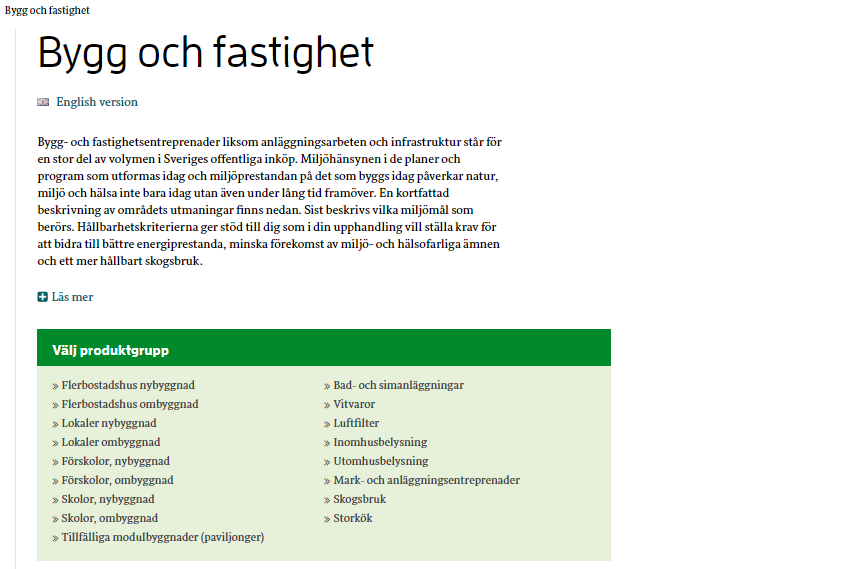 Bygg och fastighet
Bygg och fastighet
English version
Bygg- och fastighetsentreprenader liksom anläggningsarbeten och infrastruktur står för
en stor del av volymen i Sveriges offentliga inköp. Miljöhänsynen i de planer och
program som utformas idag och miljöprestandan på det som byggs idag påverkar natur,
miljö och hälsa inte bara idag utan även under lång tid framöver. En kortfattad
beskrivning av områdets utmaningar finns nedan. Sist beskrivs vilka miljömål som
berörs. Hållbarhetskriterierna ger stöd till dig som i din upphandling vill ställa krav för
att bidra till bättre energiprestanda, minska förekomst av miljö- och hälsofarliga ämnen
och ett mer hållbart skogsbruk.
Läs mer
Välj produktgrupp
» Flerbostadshus nybyggnad
» Flerbostadshus ombyggnad
» Lokaler nybyggnad
» Lokaler ombyggnad
» Förskolor, nybyggnad
» Förskolor, ombyggnad
» Skolor, nybyggnad
» Skolor, ombyggnad
» Tillfälliga modulbyggnader (paviljonger)
» Bad- och simanläggningar
» Vitvaror
» Luftfilter
» Inomhusbelysning
» Utomhusbelysning
» Mark- och anläggningsentreprenader
» Skogsbruk
» Storkök